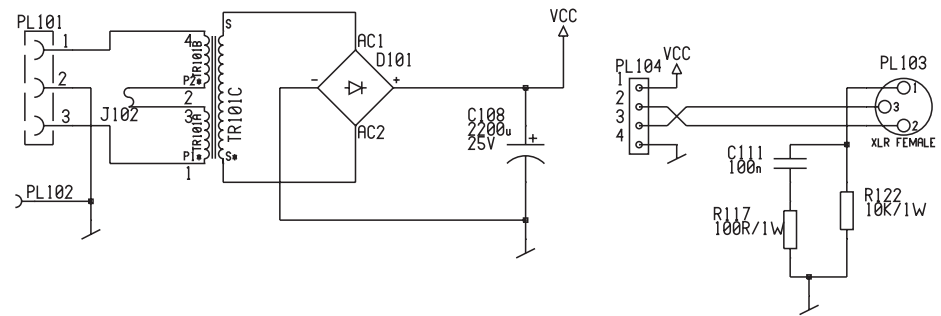 PL101
1
2
3
PL102
J102
4
TR101B
P2*
2
3
TR101A
P1*
1
S
TR101C
S*
AC1
D101
-
+
AC2
VCC
C108
2200u
25V
+
PL104
1
2
3
4
VCC
PL103
1
3
2
XLR FEMALE
C111
100n
R117
100R/1W
R122
10K/1W